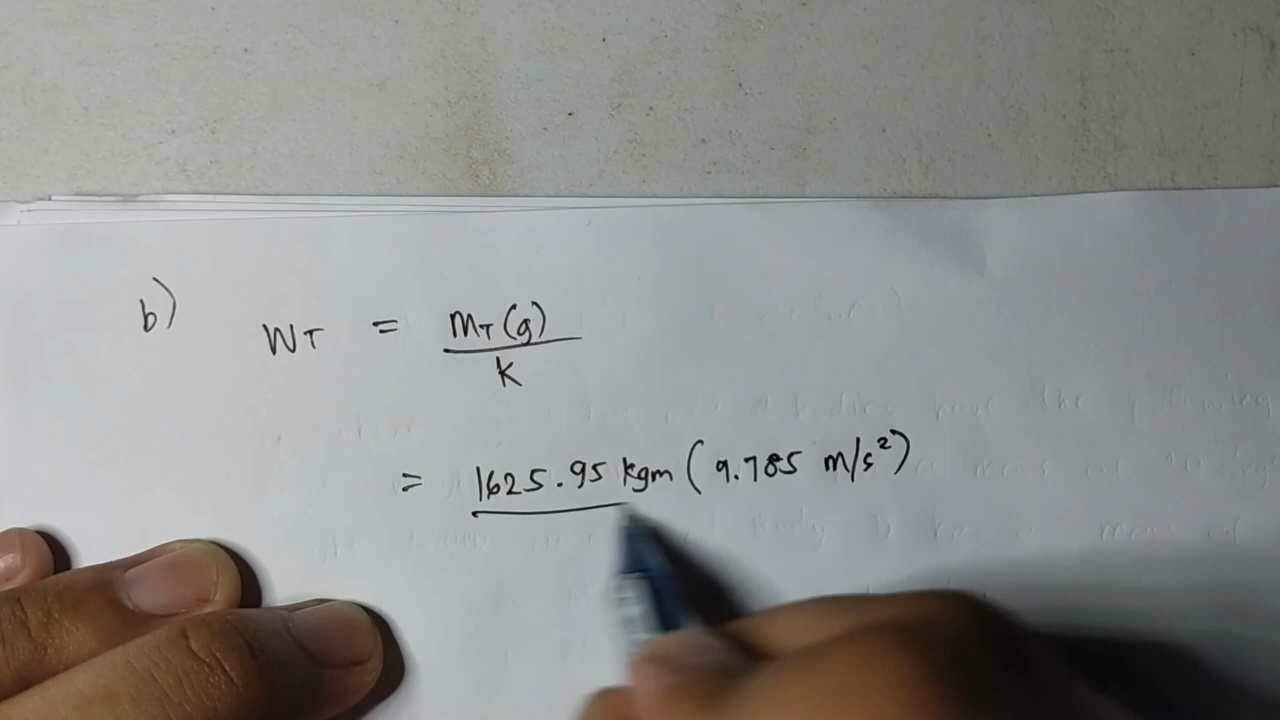 b) WT = mT(g)
K
= 1625.95 kgm (9.785 m/s²)